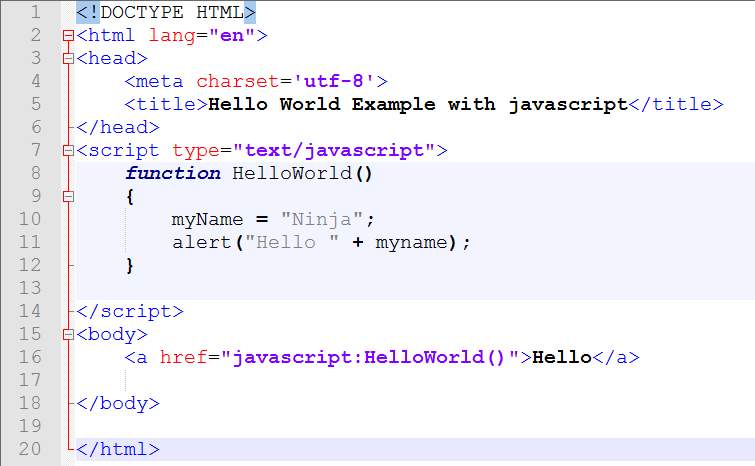 1 <!DOCTYPE HTML>
2 <html lang="en">
3 <head>
4     <meta charset='utf-8'>
5     <title>Hello World Example with javascript</title>
6 </head>
7 <script type="text/javascript">
8     function HelloWorld()
9     {
10         myName = "Ninja";
11         alert("Hello " + myname);
12     }
13
14 </script>
15 <body>
16     <a href="javascript:HelloWorld()">Hello</a>
17
18 </body>
19
20 </html>